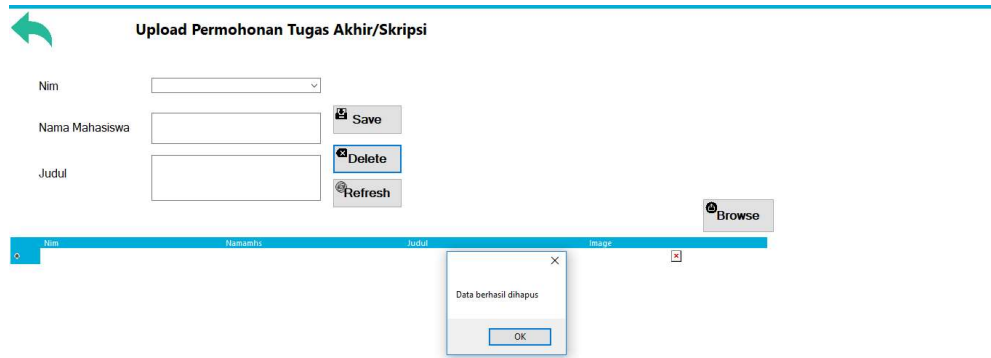 Upload Permohonan Tugas Akhir/Skripsi
Nim
Nama Mahasiswa
Save
Judul
Delete
Refresh
Browse
Nim Namamhs Judul Image
Data berhasil dihapus
OK